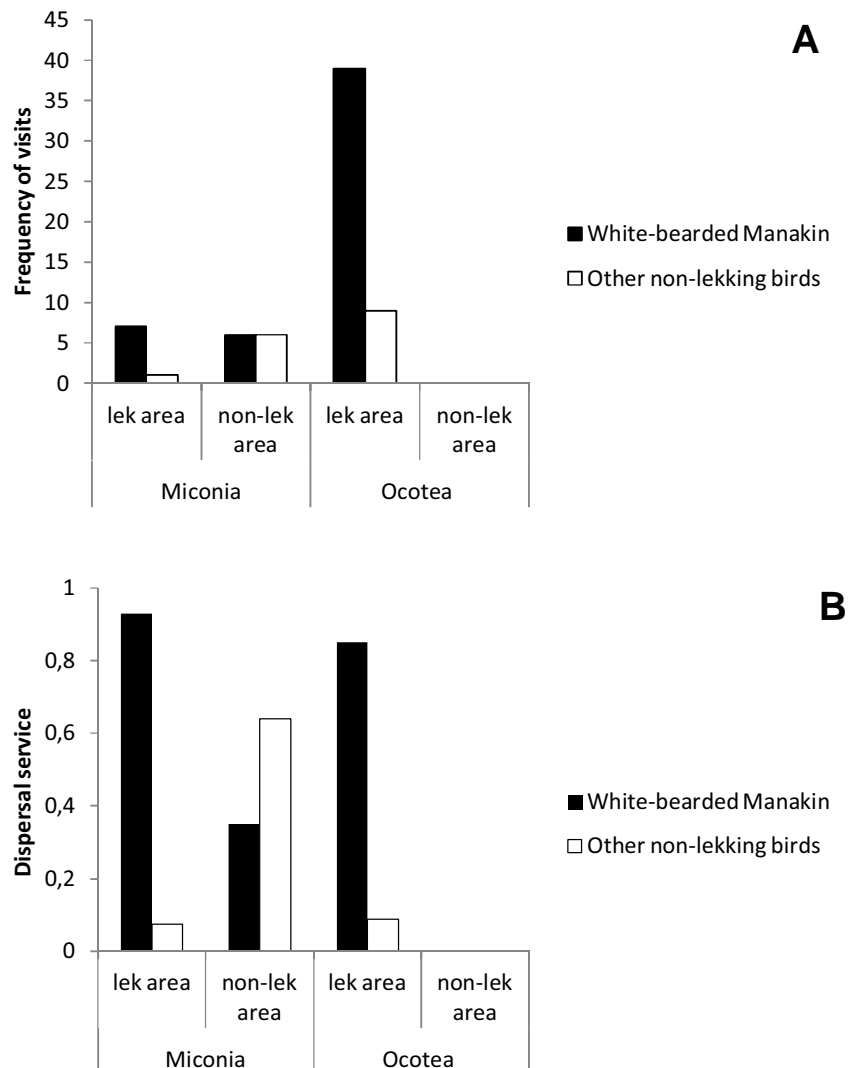 A
Frequency of visits
45
40
35
30
25
20
15
10
5
0
White-bearded Manakin
Other non-lekking birds
lek area
non-lek
area
lek area
non-lek
area
Miconia
Ocotea
B
Dispersal service
1
0,8
0,6
0,4
0,2
0
White-bearded Manakin
Other non-lekking birds
lek area
non-lek
area
lek area
non-lek
area
Miconia
Ocotea